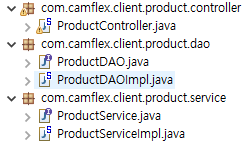 com.camflex.client.product.controller
ProductController.java
com.camflex.client.product.dao
ProductDAO.java
ProductDAOImpl.java
com.camflex.client.product.service
ProductService.java
ProductServiceImpl.java